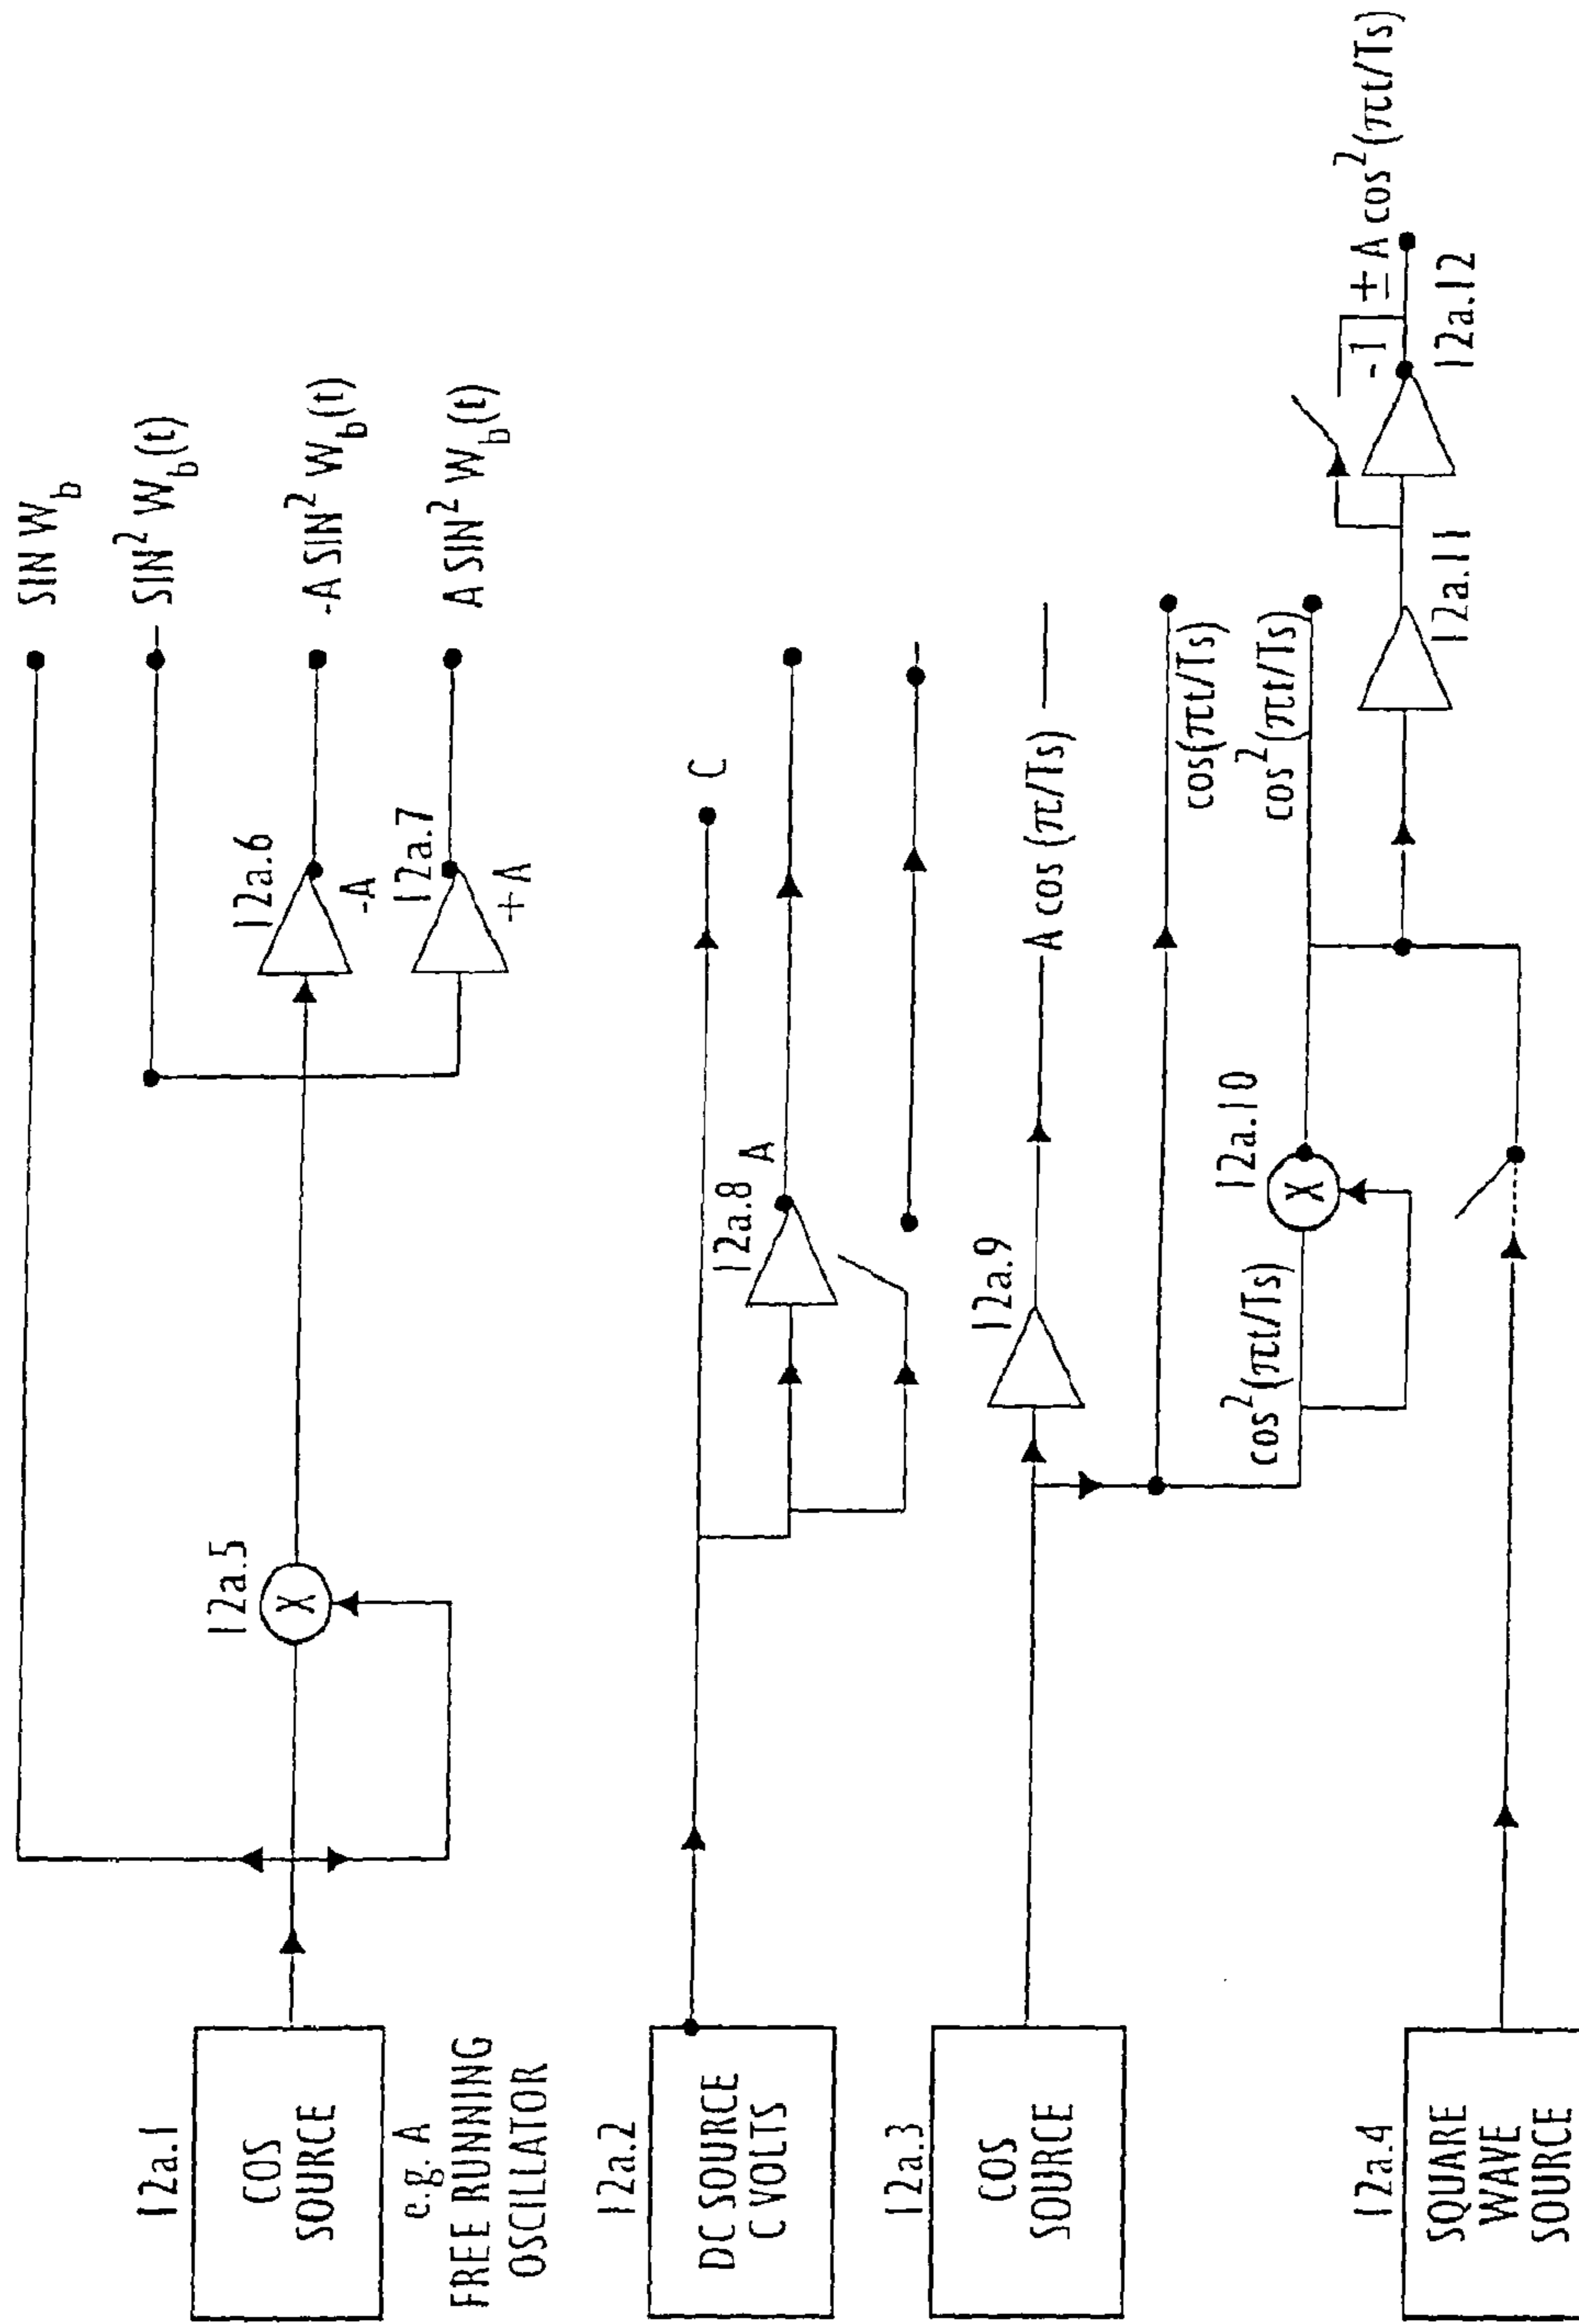 12a.1
COS
SOURCE
e.g. A
FREE RUNNING
OSCILLATOR
12a.5
X
SIN W_b
SIN² W_b(t)
12a.6
-A
-A SIN² W_b(t)
12a.7
+A
A SIN² W_b(t)
12a.2
DC SOURCE
C VOLTS
C
12a.8
A
12a.3
COS
SOURCE
12a.9
A cos (π/Ts)
cos(πt/Ts)
cos²(πt/Ts)
12a.10
X
cos²(πt/Ts)
12a.4
SQUARE
WAVE
SOURCE
12a.11
-1
± A cos²(πt/Ts)
12a.12